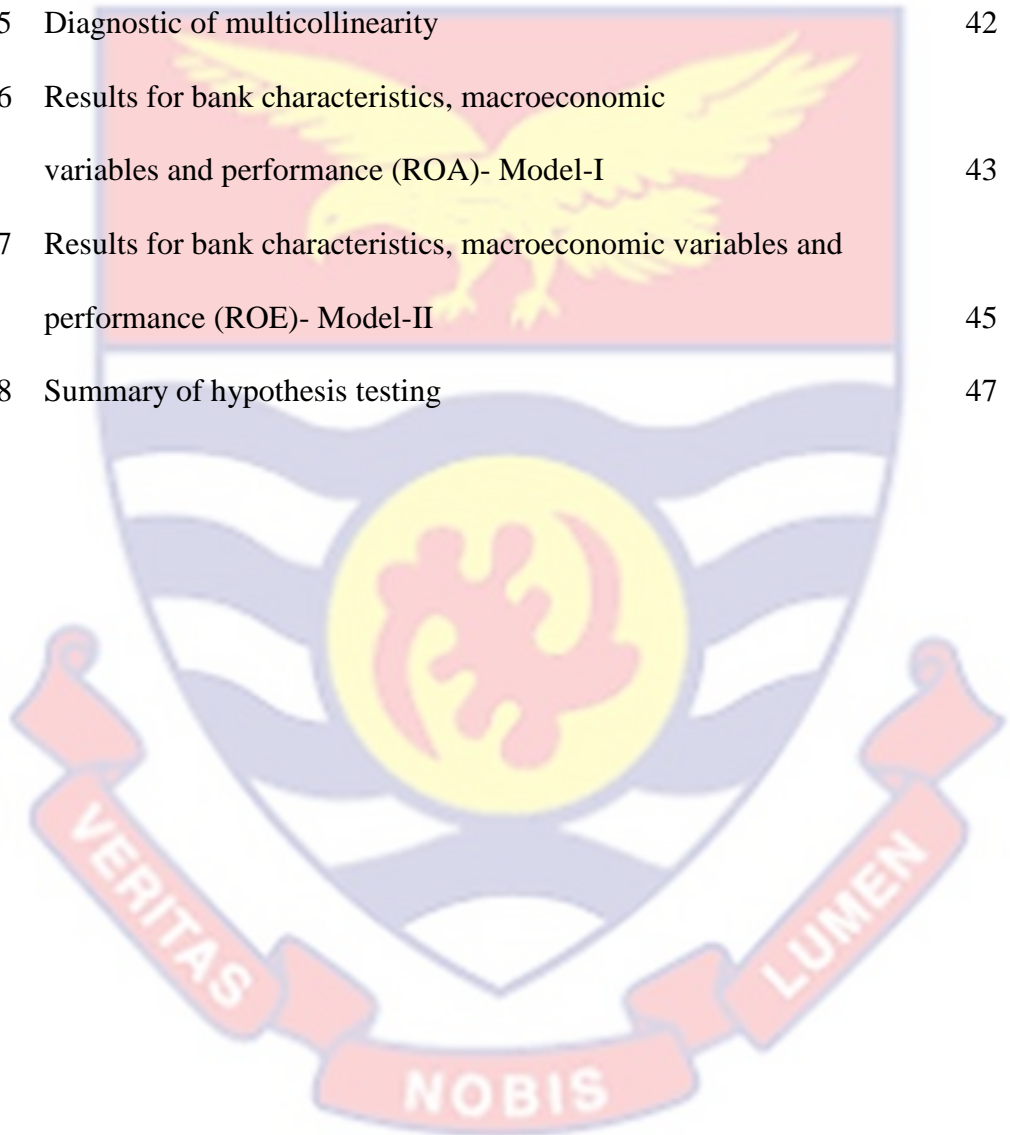 5 Diagnostic of multicollinearity 42
6 Results for bank characteristics, macroeconomic
variables and performance (ROA)- Model-I 43
7 Results for bank characteristics, macroeconomic variables and
performance (ROE)- Model-II 45
8 Summary of hypothesis testing 47
VERITAS
NOBIS
LUMEN